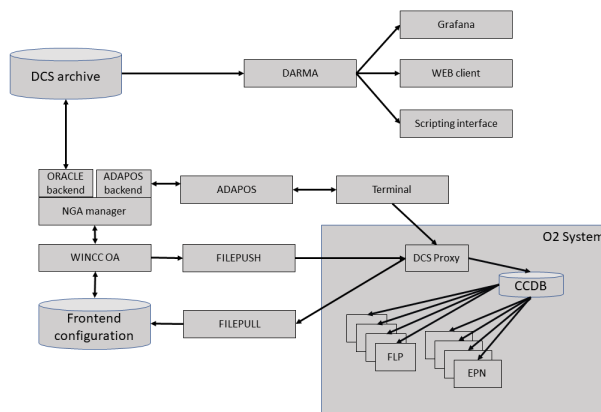 Grafana
DCS archive
DARMA
WEB client
Scripting interface
ORACLE
backend
ADAPOS
backend
ADAPOS
Terminal
NGA manager
O2 System
WINCC OA
FILEPUSH
DCS Proxy
CCDB
Frontend
configuration
FILEPULL
FLP
EPN